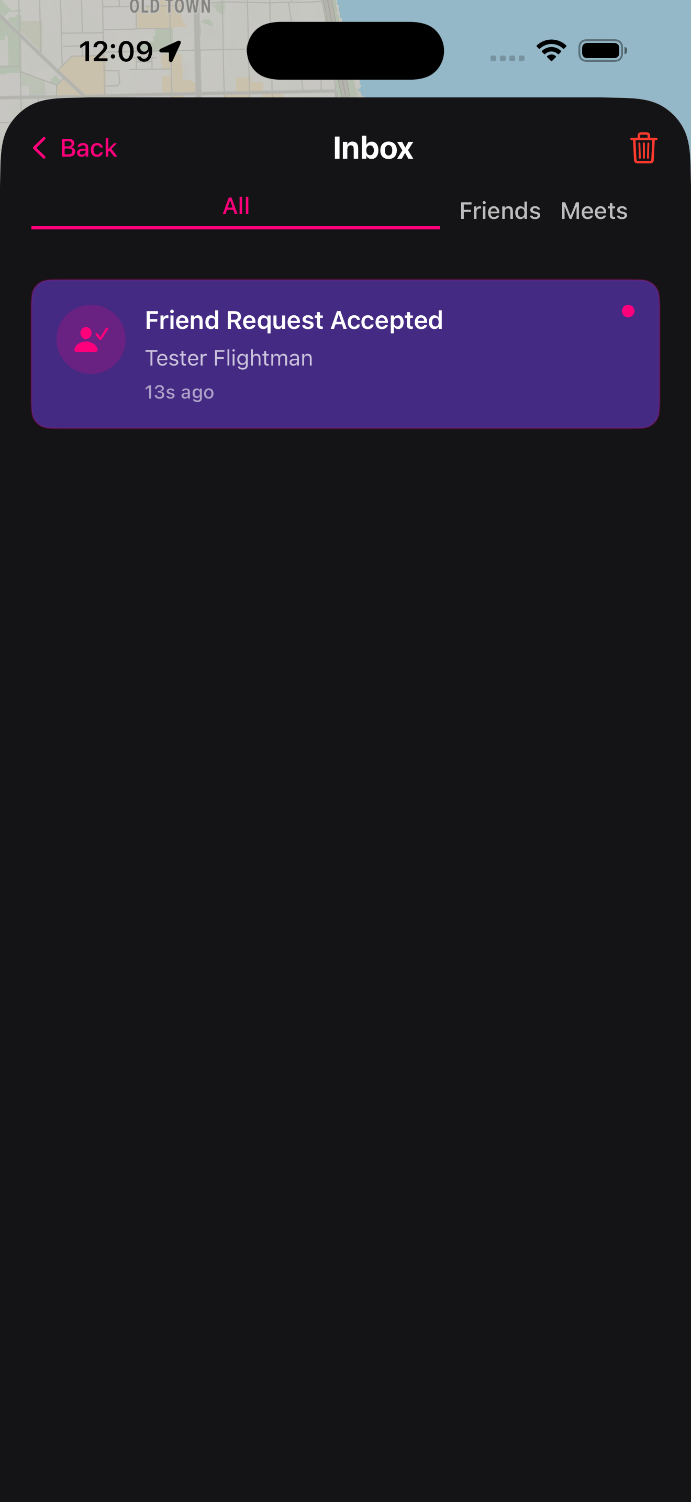 OLD TOWN
12:09
Back
Inbox
All
Friends
Meets
Friend Request Accepted
Tester Flightman
13s ago